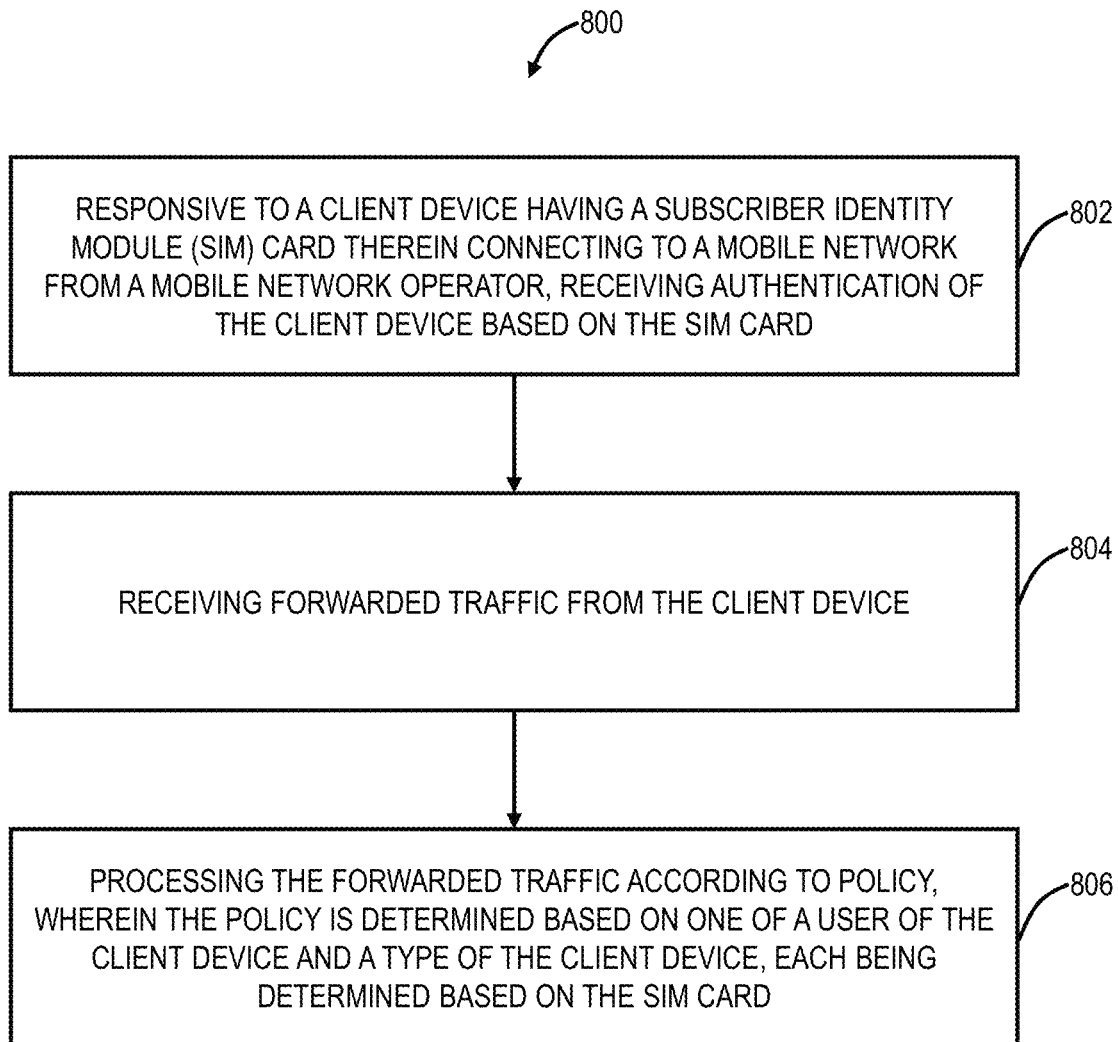 800
RESPONSIVE TO A CLIENT DEVICE HAVING A SUBSCRIBER IDENTITY
MODULE (SIM) CARD THEREIN CONNECTING TO A MOBILE NETWORK
FROM A MOBILE NETWORK OPERATOR, RECEIVING AUTHENTICATION OF
THE CLIENT DEVICE BASED ON THE SIM CARD
802
RECEIVING FORWARDED TRAFFIC FROM THE CLIENT DEVICE
804
PROCESSING THE FORWARDED TRAFFIC ACCORDING TO POLICY,
WHEREIN THE POLICY IS DETERMINED BASED ON ONE OF A USER OF THE
CLIENT DEVICE AND A TYPE OF THE CLIENT DEVICE, EACH BEING
DETERMINED BASED ON THE SIM CARD
806